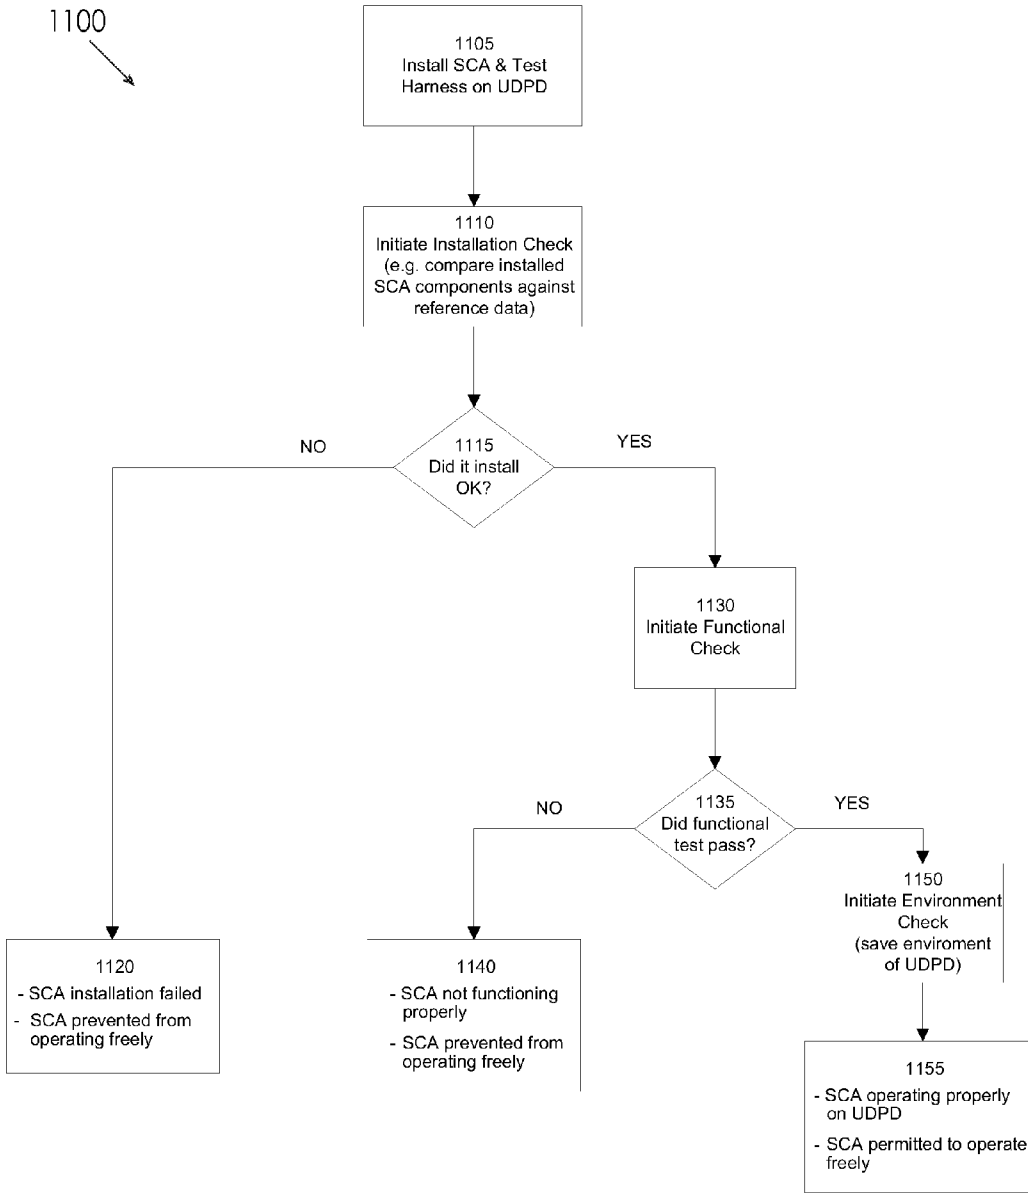 1100
1105
Install SCA & Test
Harness on UDPD
1110
Initiate Installation Check
(e.g. compare installed
SCA components against
reference data)
1115
Did it install
OK?
NO
YES
1130
Initiate Functional
Check
1135
Did functional
test pass?
NO
YES
1150
Initiate Environment
Check
(save enviroment
of UDPD)
1120
- SCA installation failed
- SCA prevented from
operating freely
1140
- SCA not functioning
properly
- SCA prevented from
operating freely
1155
- SCA operating properly
on UDPD
- SCA permitted to operate
freely